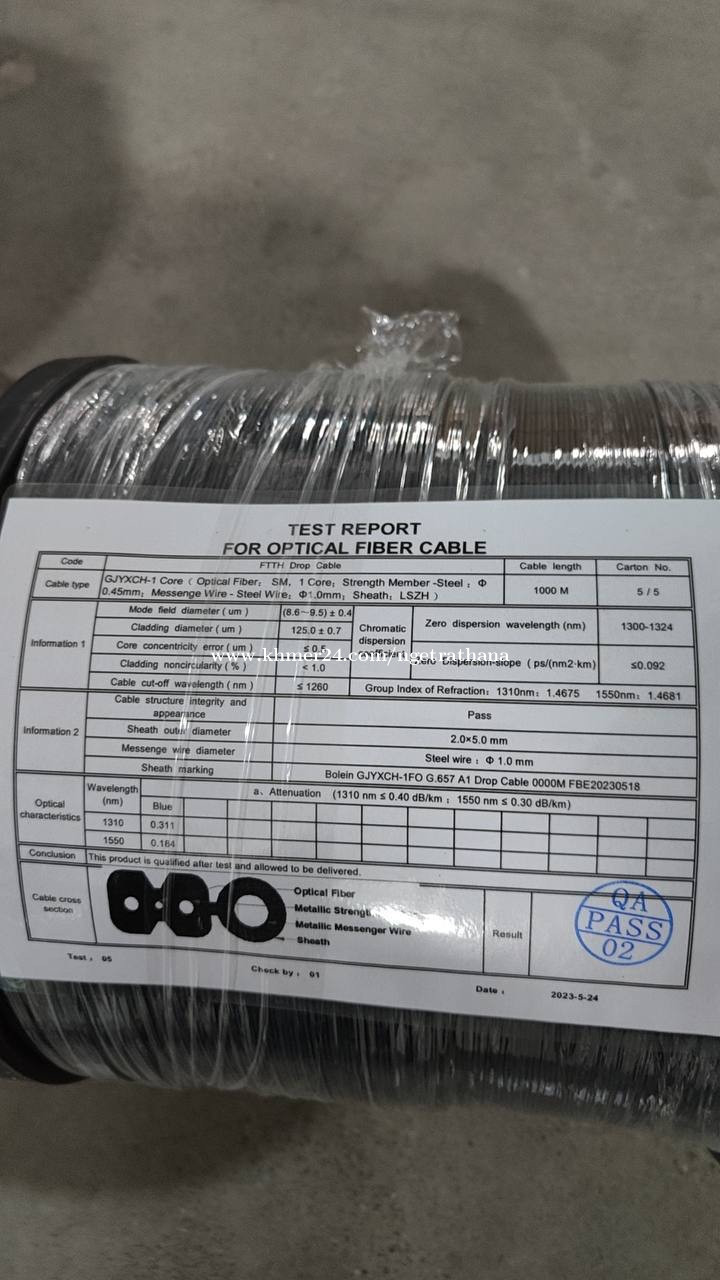 TEST REPORT
FOR OPTICAL FIBER CABLE
Code FTTH Drop Cable Cable length Carton No.
Cable type GJYXCH-1 Core ( Optical Fiber: SM, 1 Core; Strength Member -Steel ; Φ
0.45mm; Messenge Wire - Steel Wire; Φ1.0mm; Sheath: LSZH ) 1000 M 5 / 5
Information 1 Mode field diameter ( um ) (8.6~9.5) ± 0.4
Cladding diameter ( um ) 125.0 ± 0.7
Core concentricity error ( um ) ≤ 0.5
Cladding noncircularity ( % ) < 1.0
Cable cut-off wavelength ( nm ) ≤ 1260
Chromatic
dispersion
coefficient
Zero dispersion wavelength (nm) 1300-1324
Zero Dispersion-slope ( ps/(nm2·km) ≤0.092
Group Index of Refraction: 1310nm: 1.4675 1550nm: 1.4681
www.khmer24.com/ngetrathana
Information 2 Cable structure integrity and
appearance Pass
Sheath outer diameter 2.0×5.0 mm
Messenge wire diameter Steel wire : Φ 1.0 mm
Sheath marking Bolein GJYXCH-1FO G.657 A1 Drop Cable 0000M FBE20230518
Optical
characteristics
Wavelength
(nm) a、Attenuation (1310 nm ≤ 0.40 dB/km ; 1550 nm ≤ 0.30 dB/km)
Blue
1310 0.311
1550 0.184
Conclusion This product is qualified after test and allowed to be delivered.
Cable cross
section
Optical Fiber
Metallic
Metallic Messenger Wire
Sheath
Result
QA
PASS
02
Test : 05
Check by : 01
Date : 2023-5-24